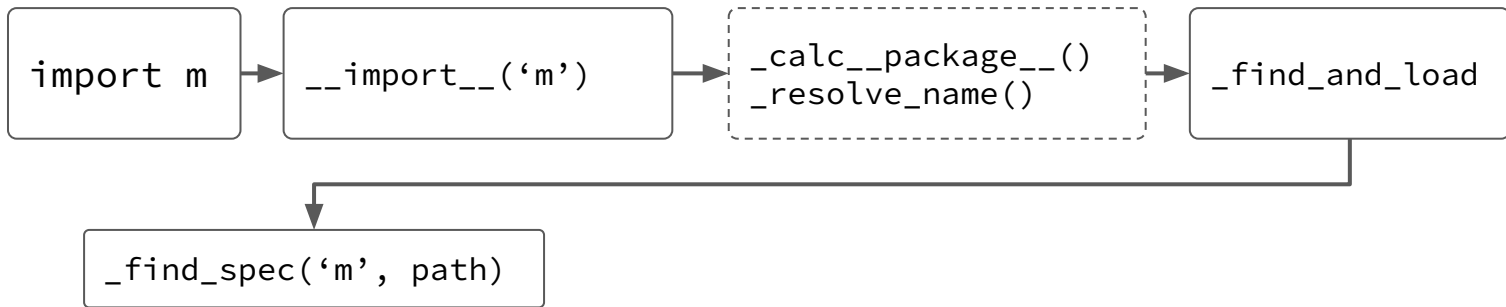 import m
__import__(‘m’)
_calc__package__()
_resolve_name()
_find_and_load
_find_spec(‘m’, path)